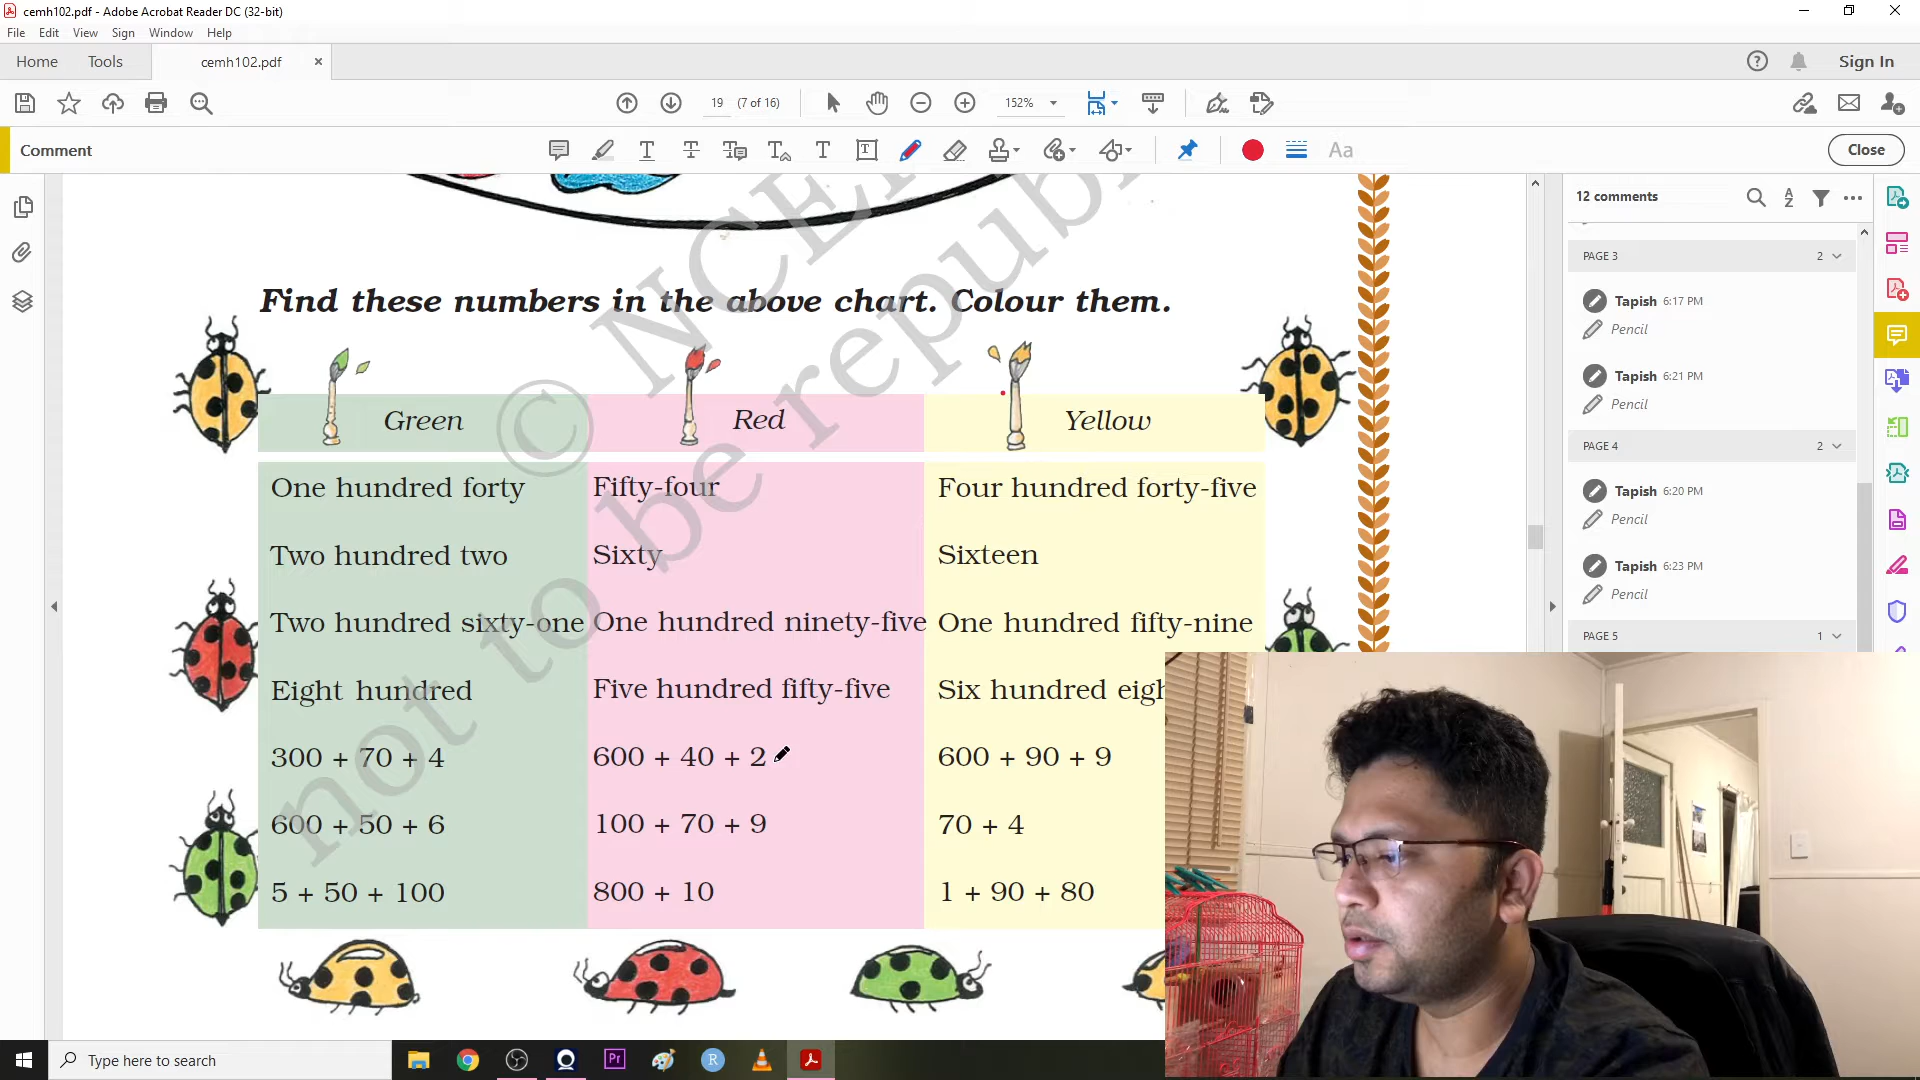 cemh102.pdf - Adobe Acrobat Reader DC (32-bit)
File Edit View Sign Window Help
Home Tools cemh102.pdf × Sign In
19 (7 of 16) 152%
Comment Close
12 comments
PAGE 3 2
Tapish 6:17 PM
Pencil
Tapish 6:21 PM
Pencil
PAGE 4 2
Tapish 6:20 PM
Pencil
Tapish 6:23 PM
Pencil
PAGE 5 1
Find these numbers in the above chart. Colour them.
Green Red Yellow
One hundred forty Fifty-four Four hundred forty-five
Two hundred two Sixty Sixteen
Two hundred sixty-one One hundred ninety-five One hundred fifty-nine
Eight hundred Five hundred fifty-five Six hundred
300 + 70 + 4 600 + 40 + 2 600 + 90 + 9
600 + 50 + 6 100 + 70 + 9 70 + 4
5 + 50 + 100 800 + 10 1 + 90 + 80
not to be republi
Type here to search